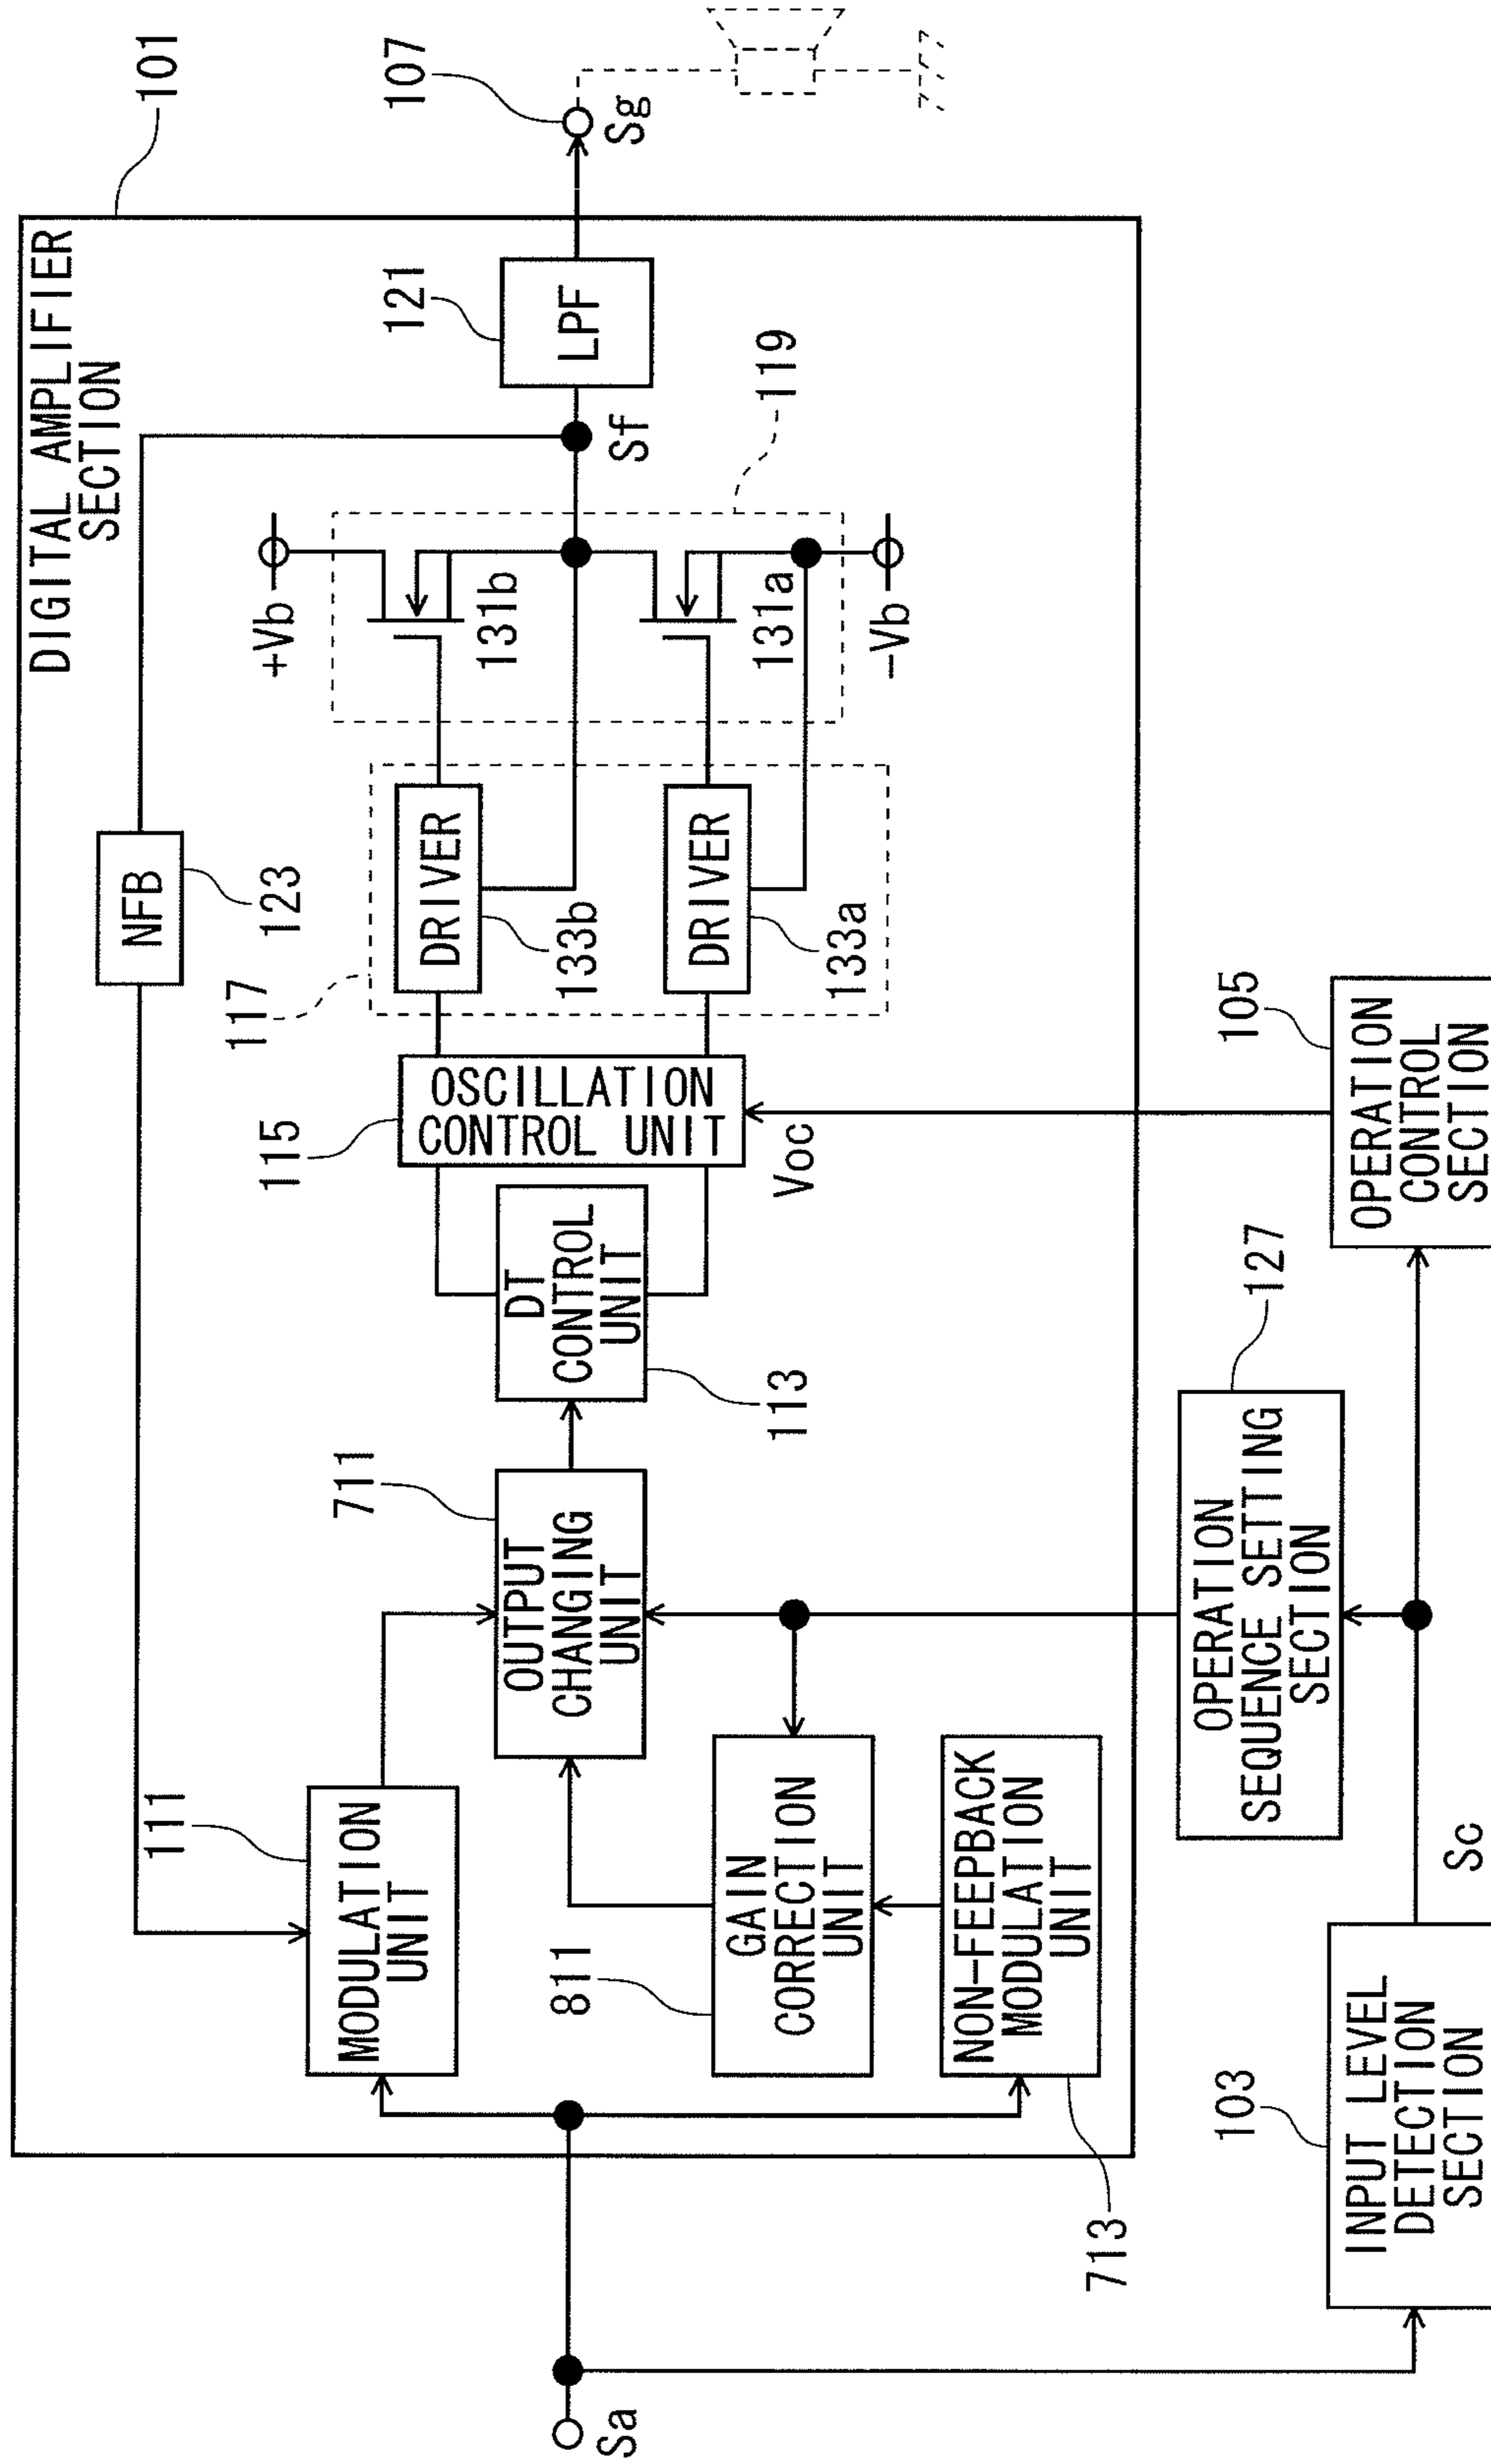 DIGITAL AMPLIFIER
SECTION
101
NFB
123
117
+Vb
131b
131a
-Vb
119
Sf
121
LPF
107
Sg
DRIVER
133b
DRIVER
133a
115
OSCILLATION
CONTROL UNIT
Voc
DT
CONTROL
UNIT
113
711
OUTPUT
CHANGING
UNIT
111
MODULATION
UNIT
811
GAIN
CORRECTION
UNIT
NON-FEEPBACK
MODULATION
UNIT
713
Sa
103
INPUT LEVEL
DETECTION
SECTION
Sc
127
OPERATION
SEQUENCE SETTING
SECTION
105
OPERATION
CONTROL
SECTION